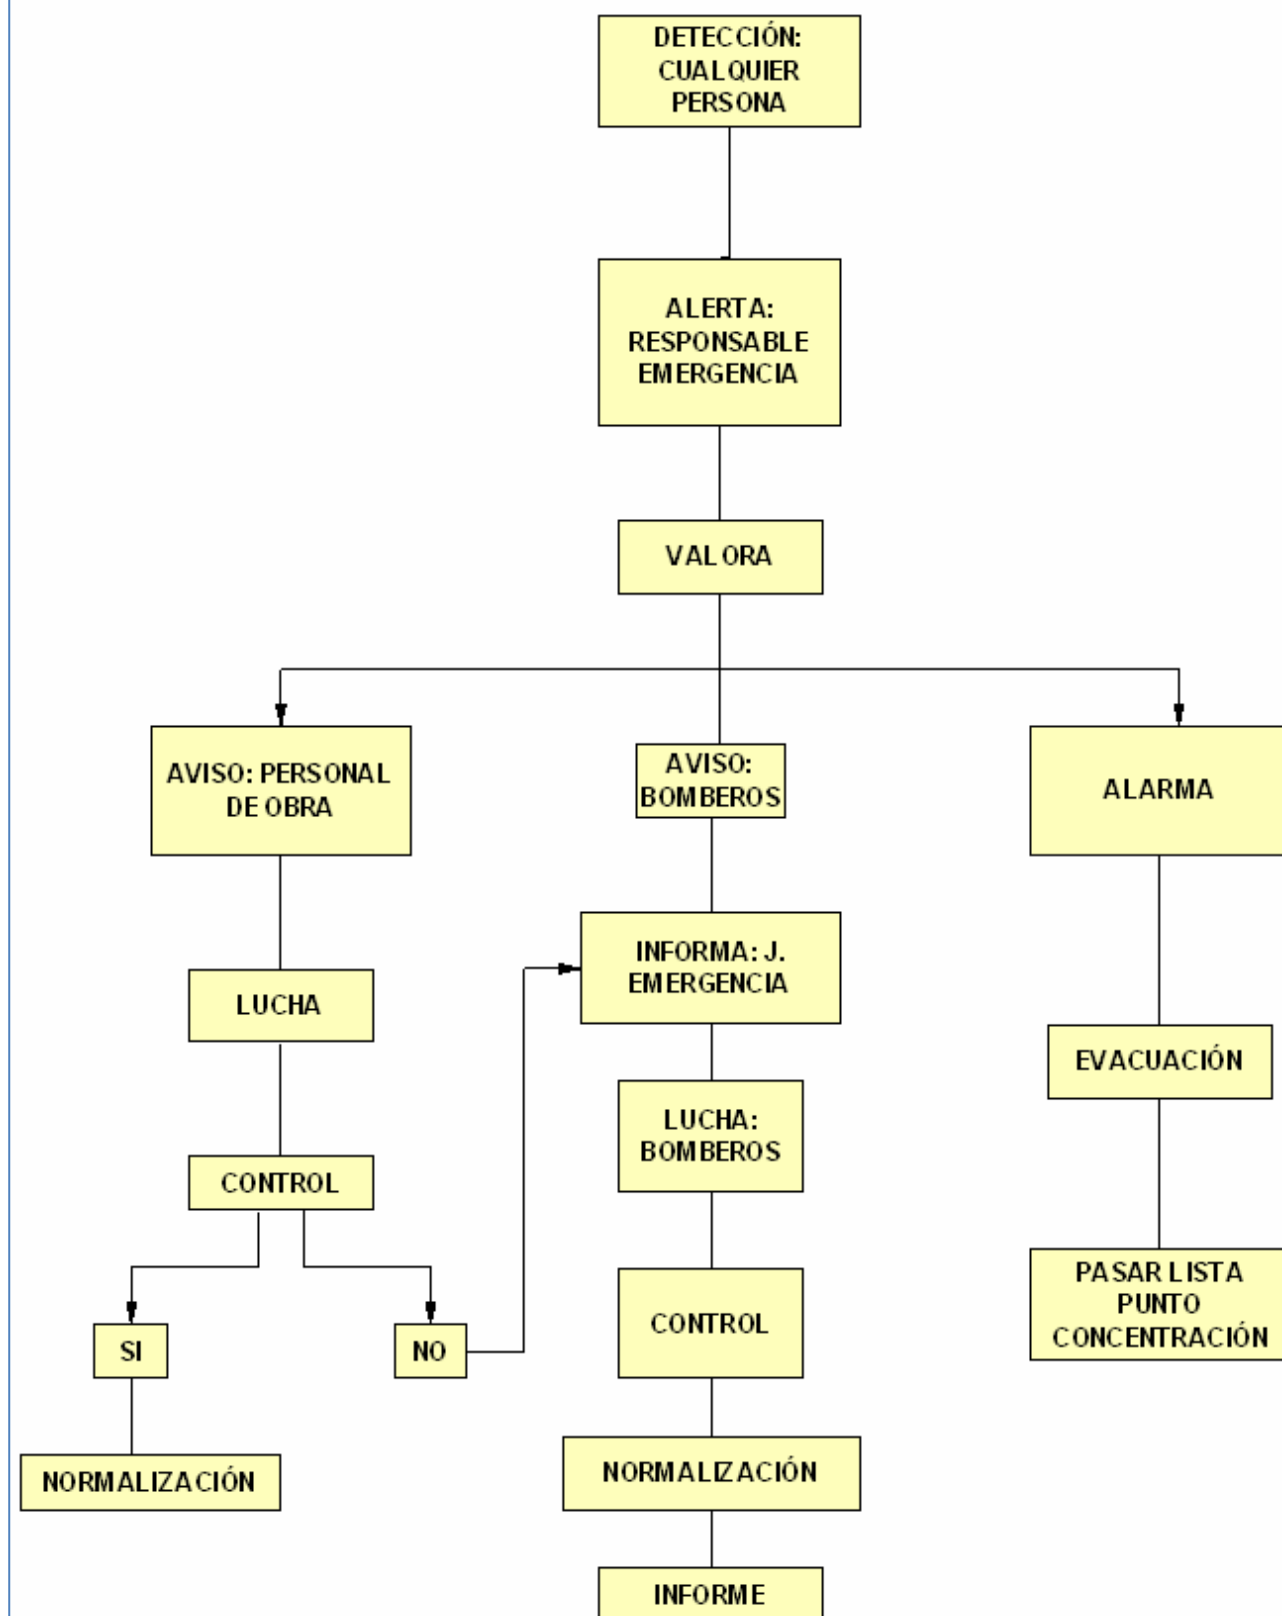 DETECCIÓN:
CUALQUIER
PERSONA
ALERTA:
RESPONSABLE
EMERGENCIA
VALORA
AVISO: PERSONAL
DE OBRA
AVISO:
BOMBEROS
ALARMA
INFORMA: J.
EMERGENCIA
LUCHA
EVACUACIÓN
LUCHA:
BOMBEROS
CONTROL
PASAR LISTA
PUNTO
CONCENTRACIÓN
CONTROL
SI
NO
NORMALIZACIÓN
NORMALIZACIÓN
INFORME